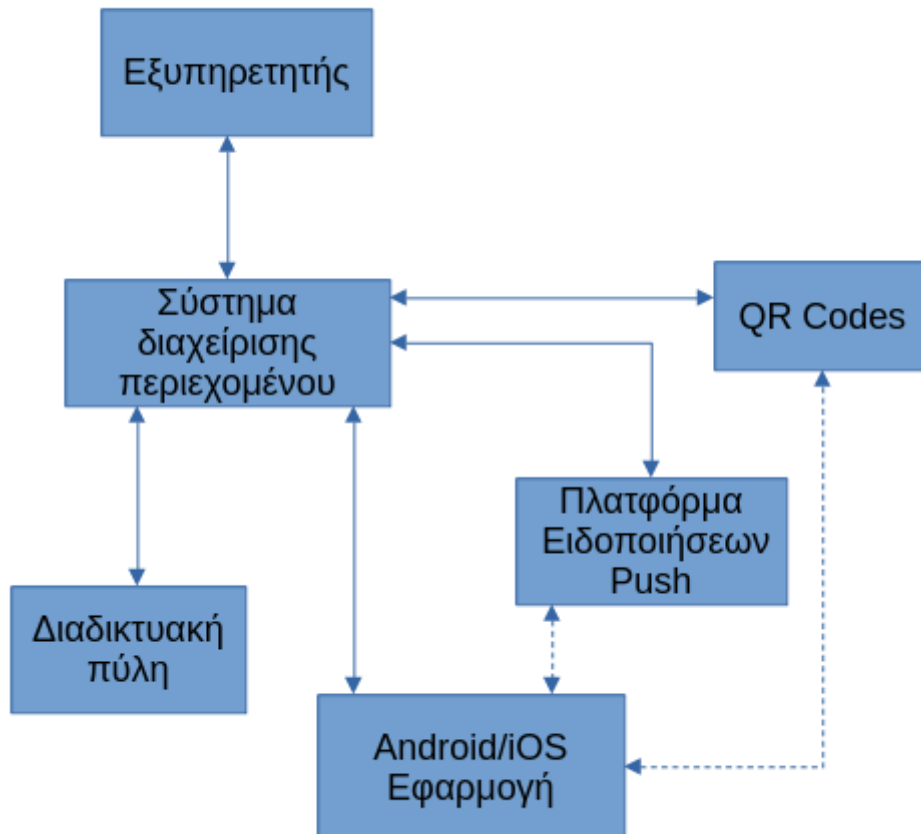 Εξυπηρετητής
Σύστημα
διαχείρισης
περιεχομένου
QR Codes
Πλατφόρμα
Ειδοποιήσεων
Push
Διαδικτυακή
πύλη
Android/iOS
Εφαρμογή